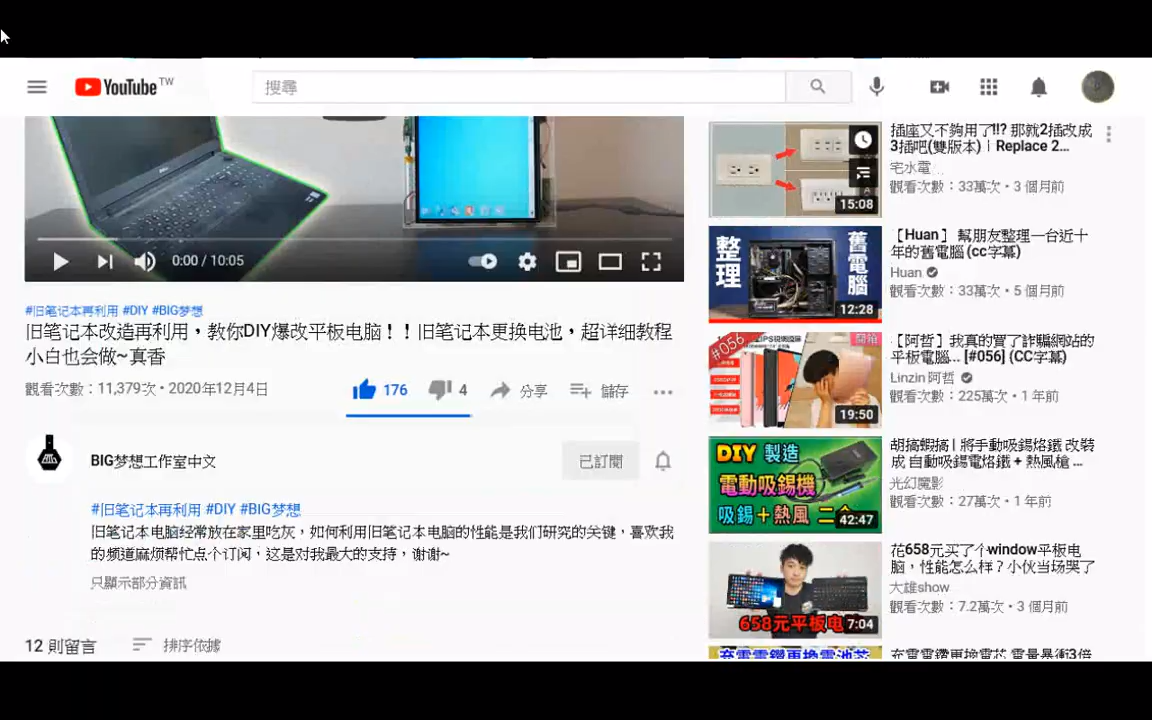 YouTube TW
搜尋
0:00 / 10:05
#旧笔记本再利用 #DIY #BIG梦想
旧笔记本改造再利用，教你DIY爆改平板电脑！！旧笔记本更换电池，超详细教程
小白也会做~真香
觀看次數：11,379次・2020年12月4日
176
4
分享
儲存
BIG梦想工作室中文
已訂閱
#旧笔记本再利用 #DIY #BIG梦想
旧笔记本电脑经常放在家里吃灰，如何利用旧笔记本电脑的性能是我们研究的关键，喜欢我
的频道麻烦帮忙点个订阅，这是对我最大的支持，谢谢~
只顯示部分資訊
12 則留言
排序依據
15:08
插座又不夠用了!!? 那就2插改成
3插吧(雙版本)｜Replace 2...
宅水電
觀看次數：33萬次・3 個月前
整理
舊電腦
12:28
【Huan】 幫朋友整理一台近十
年的舊電腦 (cc字幕)
Huan
觀看次數：33萬次・5 個月前
#056
開箱
19:50
【阿哲】我真的買了詐騙網站的
平板電腦... [#056] (CC字幕)
Linzin 阿哲
觀看次數：225萬次・1 年前
DIY 製造
電動吸錫機
吸錫+熱風 二合
42:47
胡搞蝦搞 | 將手動吸錫烙鐵 改裝
成 自動吸錫電烙鐵 + 熱風槍 ...
光幻魔影
觀看次數：27萬次・1 年前
658元平板电
7:04
花658元买了个window平板电
脑，性能怎么样？小伙当场哭了
大雄show
觀看次數：7.2萬次・3 個月前